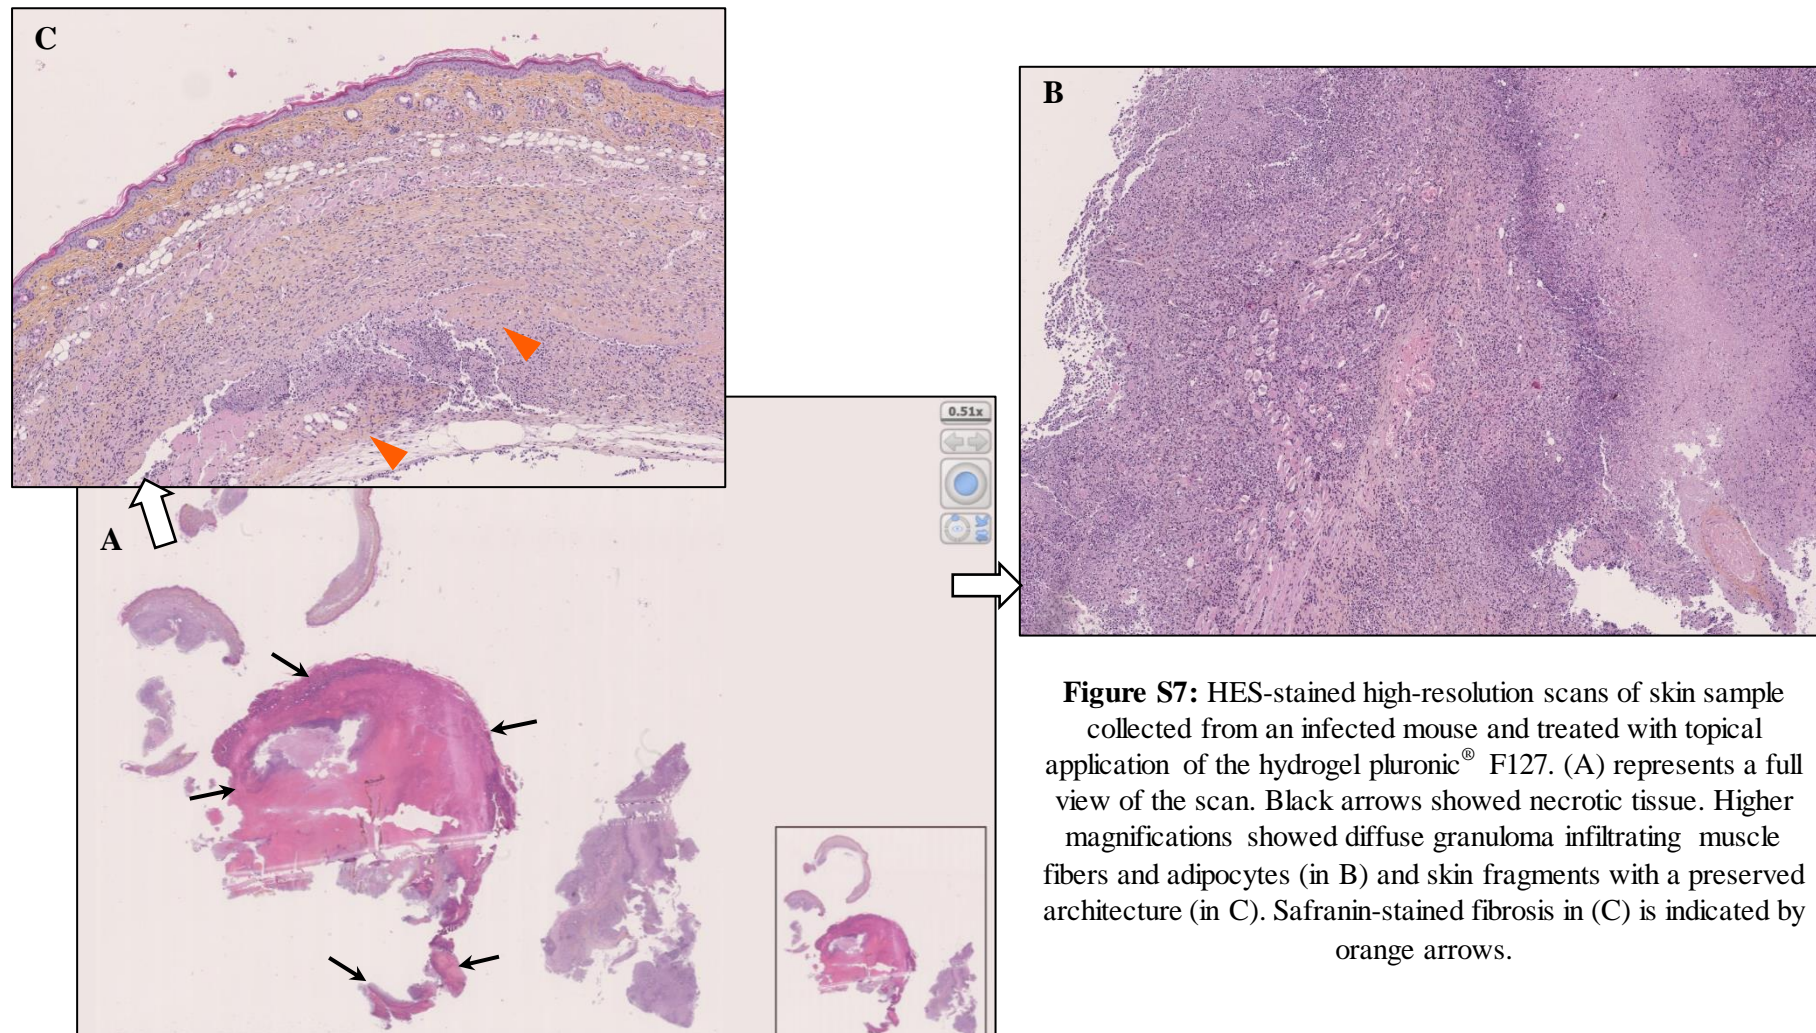 C
B
0.51x
A
Figure S7: HES-stained high-resolution scans of skin sample
collected from an infected mouse and treated with topical
application of the hydrogel pluronic® F127. (A) represents a full
view of the scan. Black arrows showed necrotic tissue. Higher
magnifications showed diffuse granuloma infiltrating muscle
fibers and adipocytes (in B) and skin fragments with a preserved
architecture (in C). Safranin-stained fibrosis in (C) is indicated by
orange arrows.